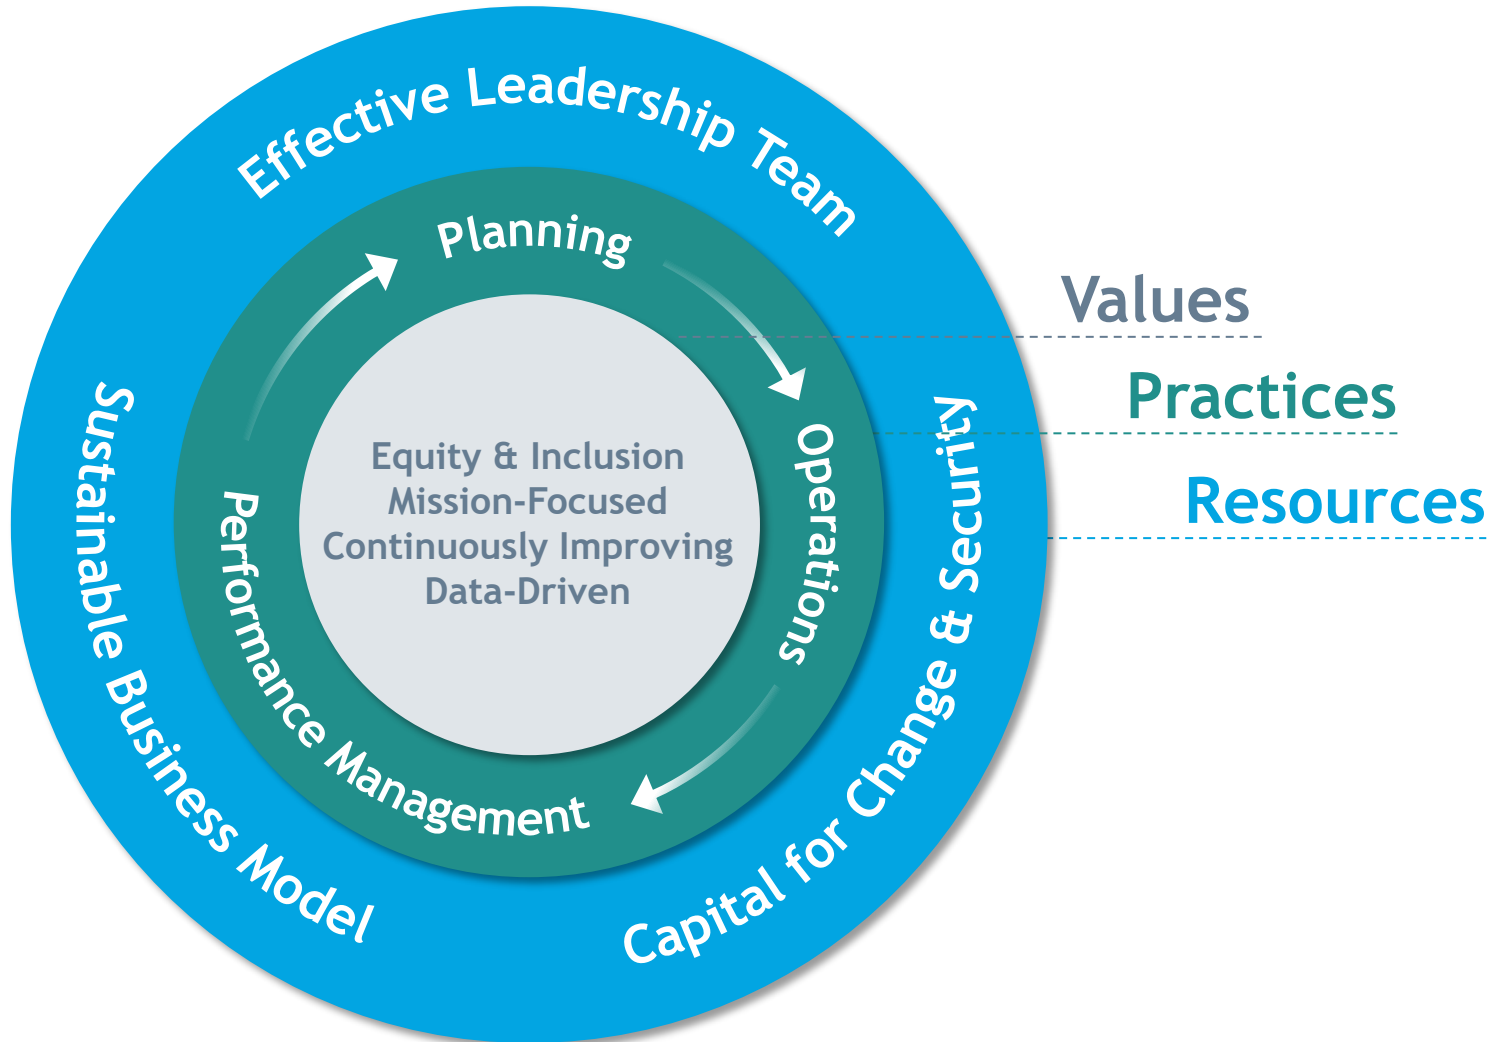 Effective Leadership Team
Planning
Values
Practices
Operations
Capital for Change & Security
Resources
Sustainable Business Model
Performance Management
Equity & Inclusion
Mission-Focused
Continuously Improving
Data-Driven